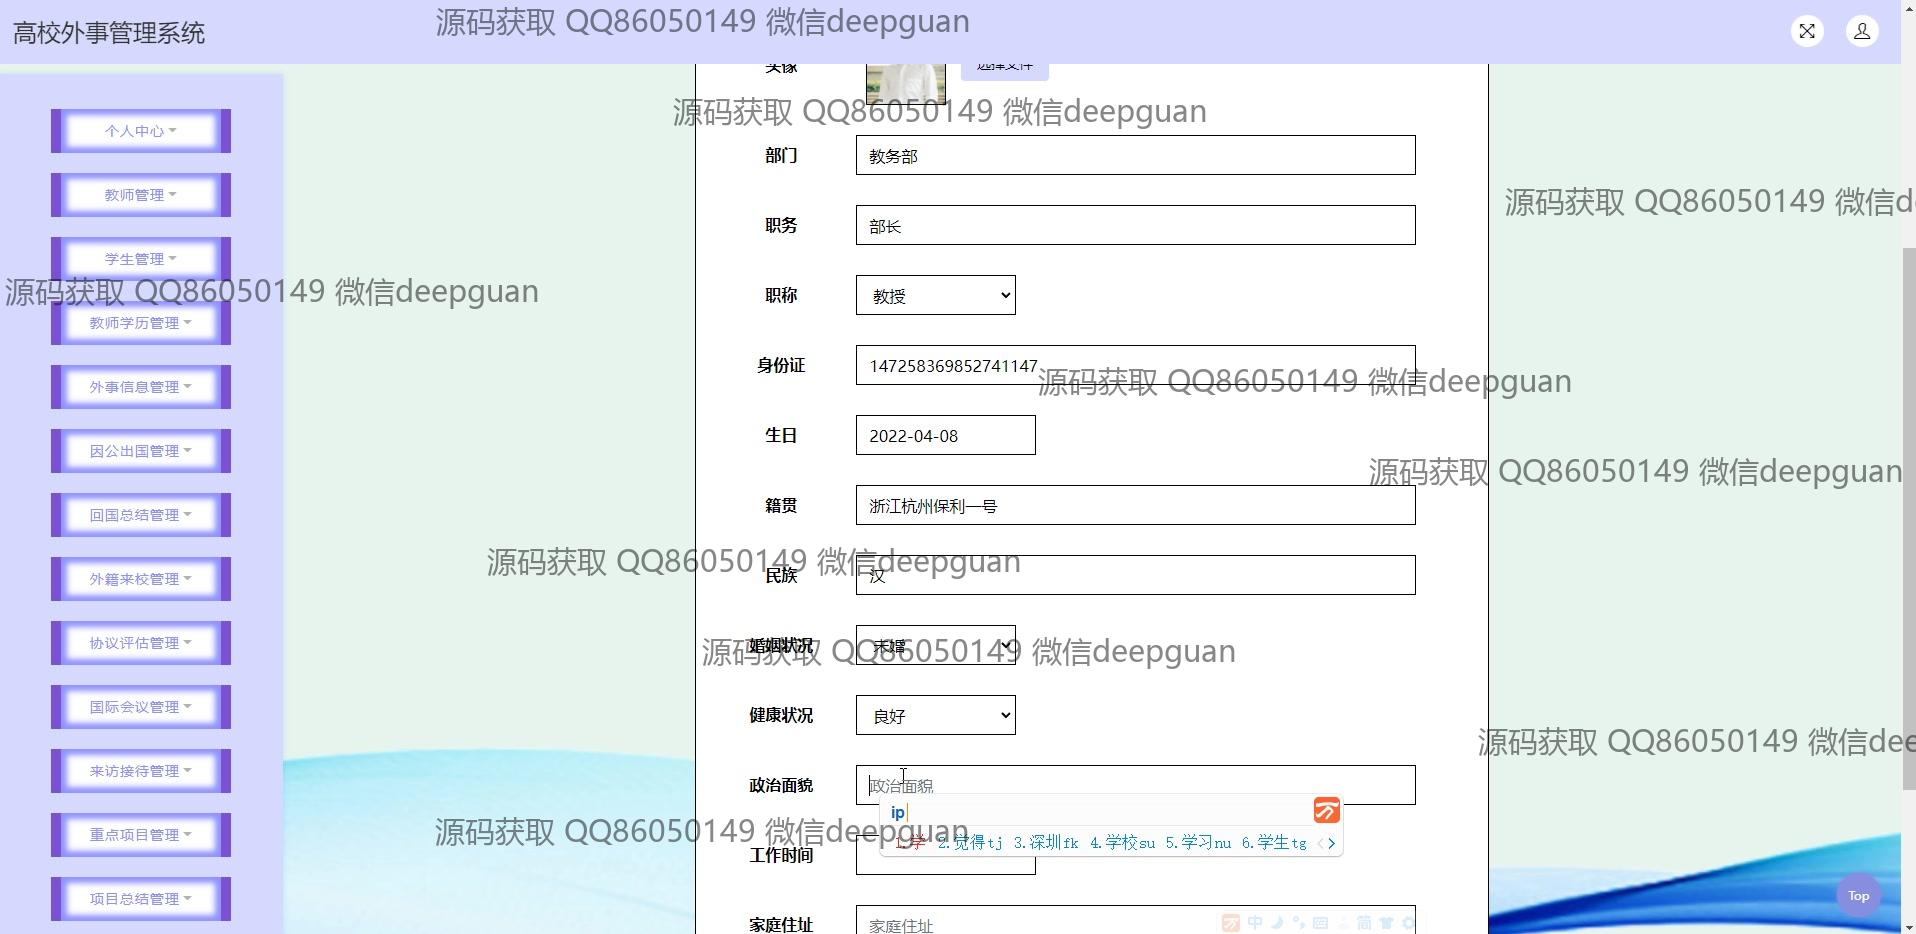 高校外事管理系统
源码获取 QQ86050149 微信deepguan
头像
选择文件
源码获取 QQ86050149 微信deepguan
个人中心
部门
教务部
教师管理
源码获取 QQ86050149 微信d
职务
部长
学生管理
源码获取 QQ86050149 微信deepguan
职称
教授
教师学历管理
身份证
147258369852741147
源码获取 QQ86050149 微信deepguan
外事信息管理
生日
2022-04-08
因公出国管理
源码获取 QQ86050149 微信deepguan
籍贯
浙江杭州保利一号
回国总结管理
源码获取 QQ86050149 微信deepguan
民族
汉
外籍来校管理
婚姻状况
未婚
源码获取 QQ86050149 微信deepguan
协议评估管理
健康状况
良好
国际会议管理
源码获取 QQ86050149 微信dee
来访接待管理
政治面貌
政治面貌
ip
1.学 2.觉得tj 3.深圳fk 4.学校su 5.学习nu 6.学生tg
源码获取 QQ86050149 微信deepguan
重点项目管理
工作时间
项目总结管理
Top
家庭住址
家庭住址
中
简